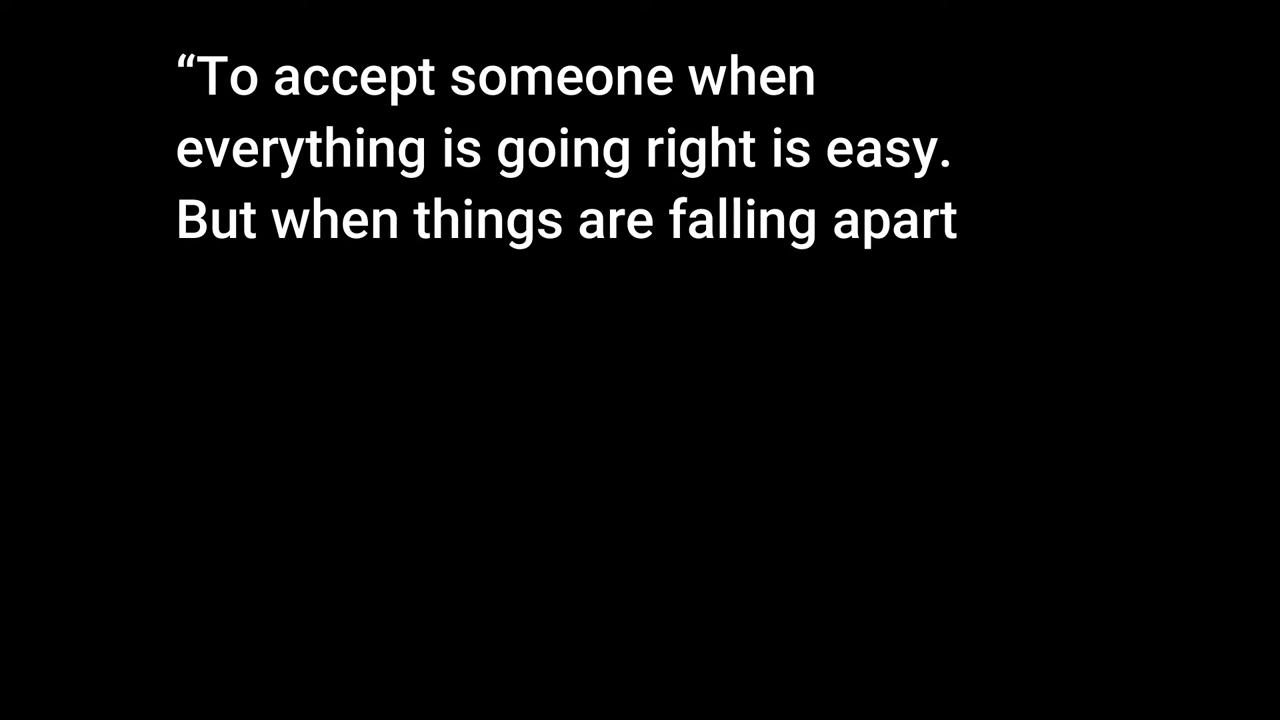 “To accept someone when
everything is going right is easy.
But when things are falling apart